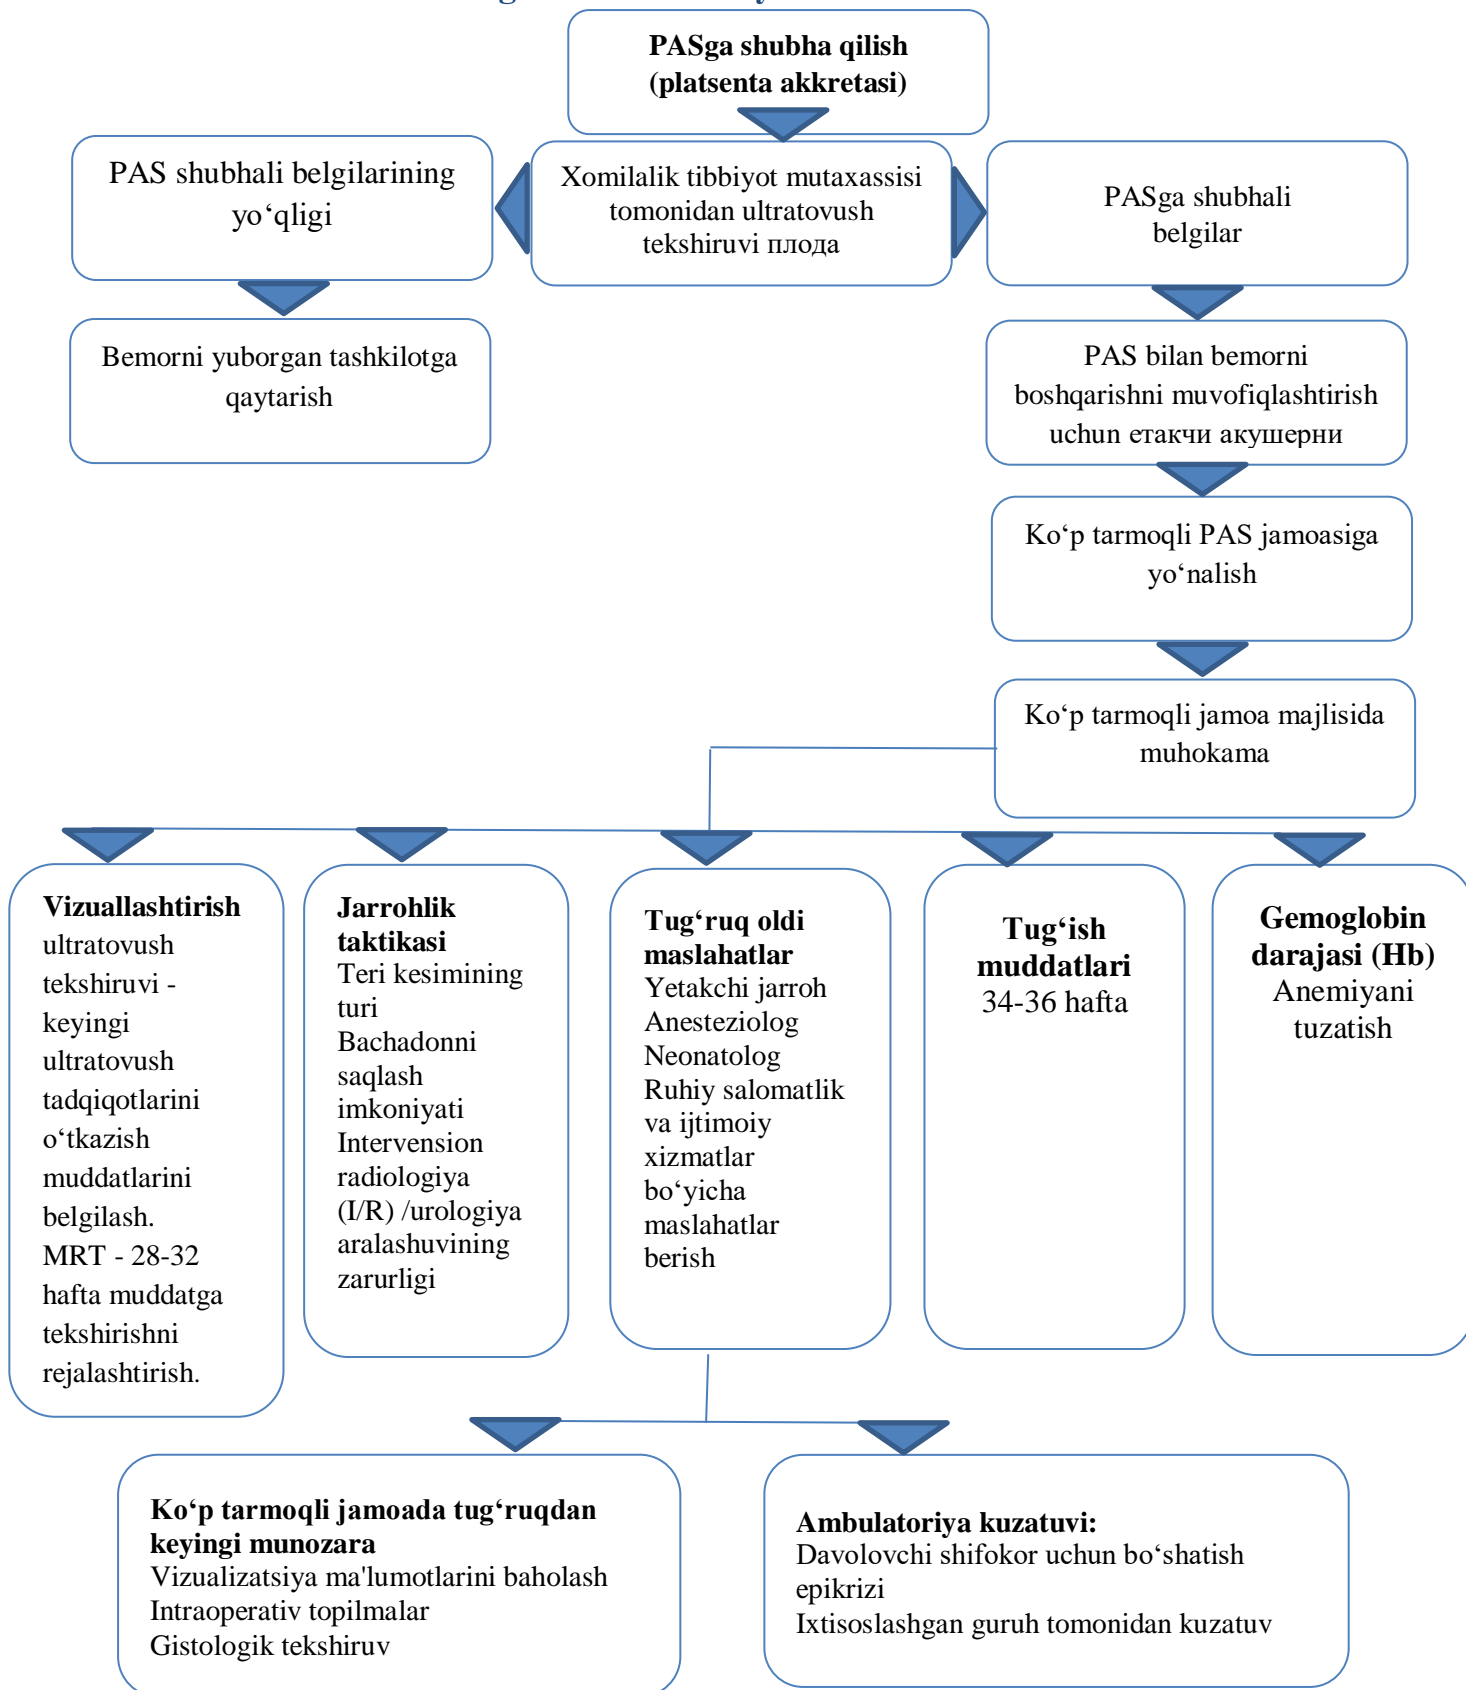 PASga shubha qilish
(platsenta akkretasi)
PAS shubhali belgilarining
yo‘qligi
Xomilalik tibbiyot mutaxassisi
tomonidan ultratovush
tekshiruvi плода
PASga shubhali
belgilar
Bemorni yuborgan tashkilotga
qaytarish
PAS bilan bemorni
boshqarishni muvofiqlashtirish
uchun етакчи акушерни
Ko‘p tarmoqli PAS jamoasiga
yo‘nalish
Ko‘p tarmoqli jamoa majlisida
muhokama
Vizuallashtirish
ultratovush
tekshiruvi -
keyingi
ultratovush
tadqiqotlarini
o‘tkazish
muddatlarini
belgilash.
MRT - 28-32
hafta muddatga
tekshirishni
rejalashtirish.
Jarrohlik
taktikasi
Teri kesimining
turi
Bachadonni
saqlash
imkoniyati
Intervension
radiologiya
(I/R) /urologiya
aralashuvining
zarurligi
Tug‘ruq oldi
maslahatlar
Yetakchi jarroh
Anesteziolog
Neonatolog
Ruhiy salomatlik
va ijtimoiy
xizmatlar
bo‘yicha
maslahatlar
berish
Tug‘ish
muddatlari
34-36 hafta
Gemoglobin
darajasi (Hb)
Anemiyani
tuzatish
Ko‘p tarmoqli jamoada tug‘ruqdan
keyingi munozara
Vizualizatsiya ma'lumotlarini baholash
Intraoperativ topilmalar
Gistologik tekshiruv
Ambulatoriya kuzatuvi:
Davolovchi shifokor uchun bo‘shatish
epikrizi
Ixtisoslashgan guruh tomonidan kuzatuv